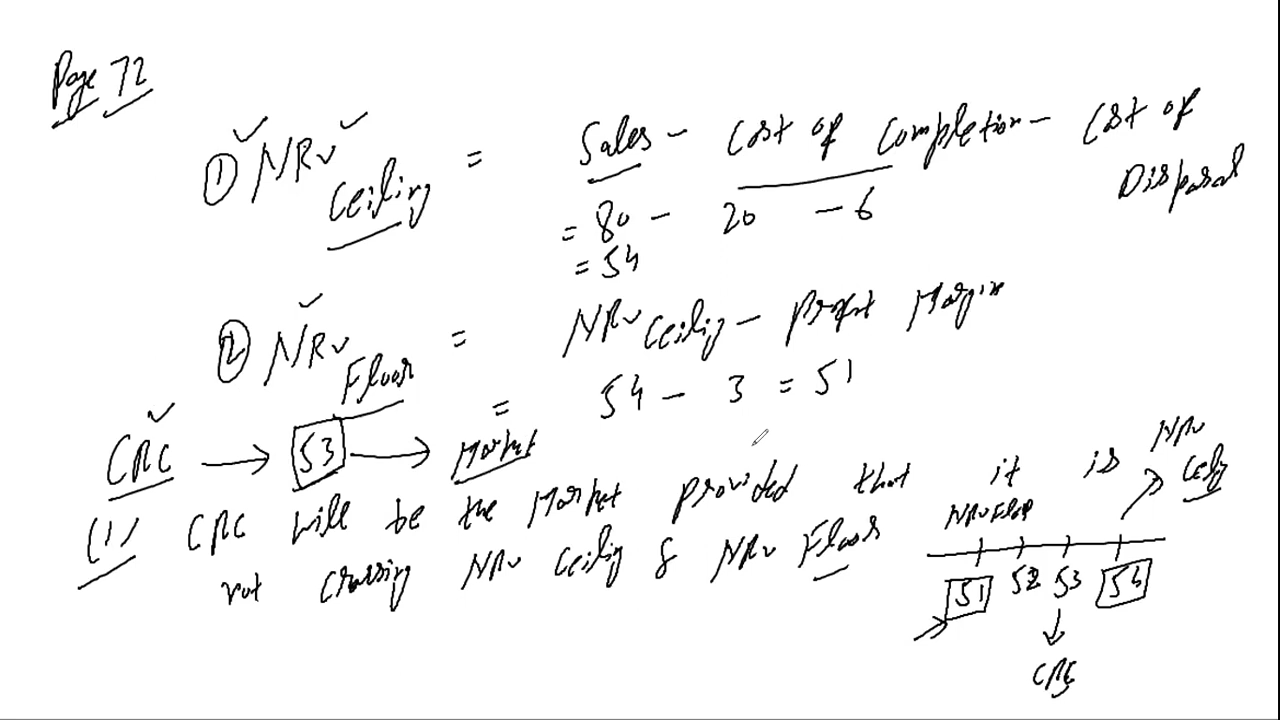 Page 72
① NRV Ceiling = Sales - Cost of Completion - Cost of Disposal
= 80 - 20 - 6
= 54
② NRV Floor = NRV Ceiling - Profit Margin
= 54 - 3 = 51
CRC → 53 → Market
(1) CRC will be the Market provided that it is
not crossing NRV Ceiling & NRV Floor
NRV Ceilg
NRV Floor
51 52 53 54
CRC